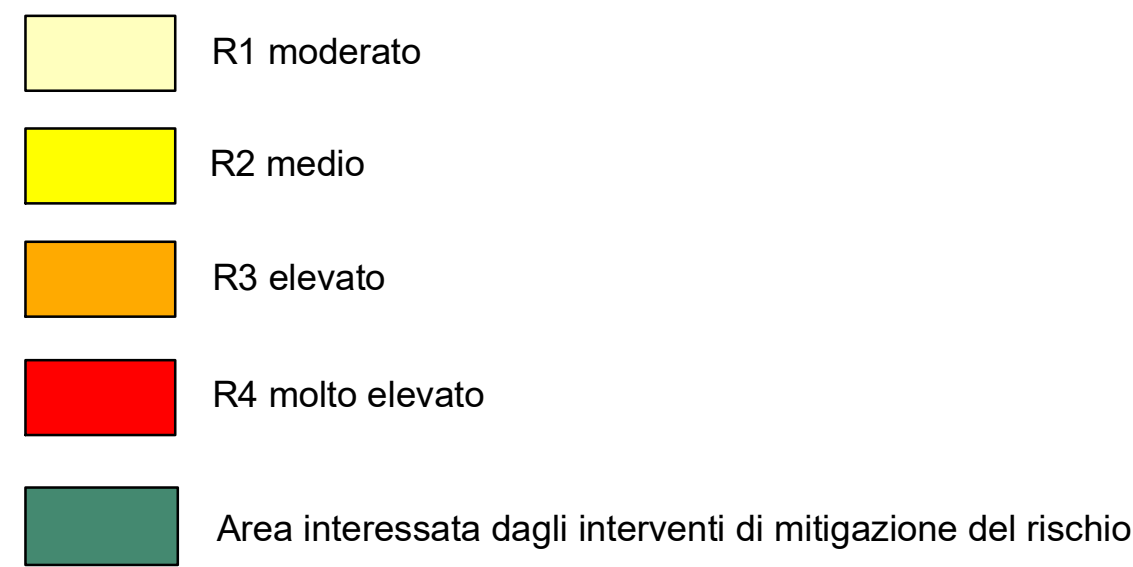 R1 moderato
R2 medio
R3 elevato
R4 molto elevato
Area interessata dagli interventi di mitigazione del rischio